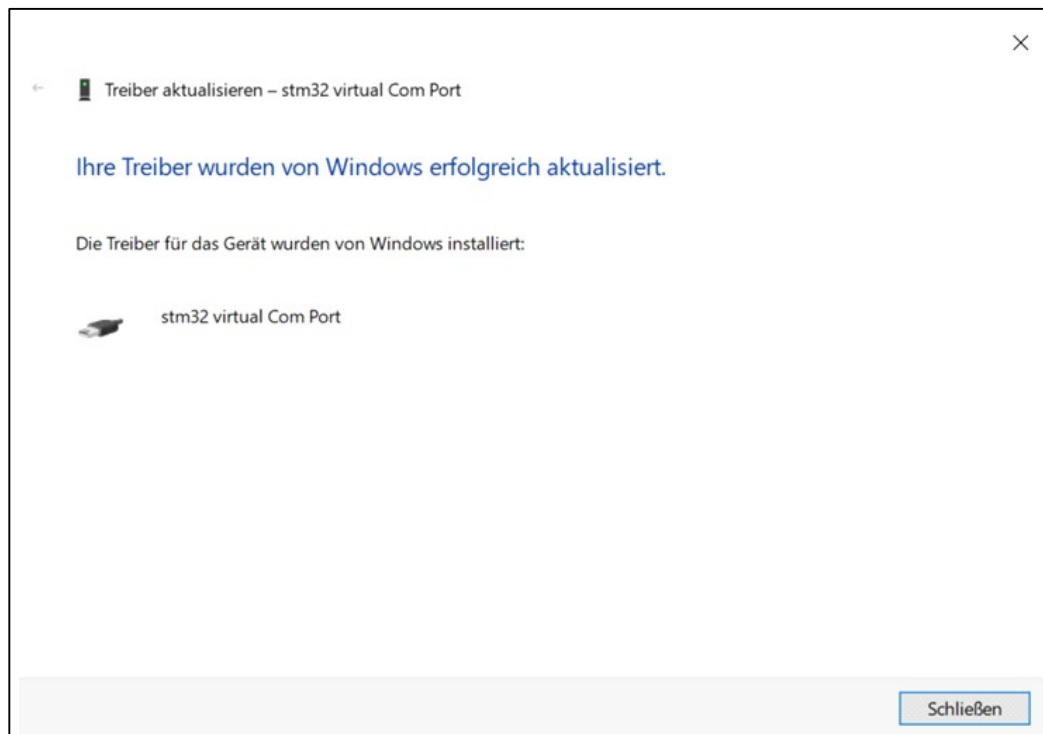 Treiber aktualisieren – stm32 virtual Com Port
Ihre Treiber wurden von Windows erfolgreich aktualisiert.
Die Treiber für das Gerät wurden von Windows installiert:
stm32 virtual Com Port
Schließen